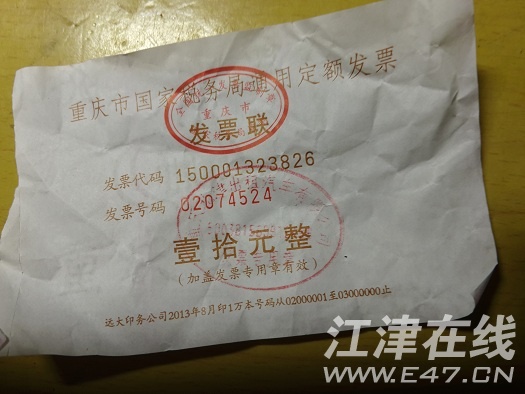 重庆市国家税务局通用定额发票
重庆市
发票联
发票代码 150001323826
发票号码 02074524
壹拾元整
(加盖发票专用章有效)
远大印务公司2013年8月印1万本号码从02000001至03000000止
江津在线
WWW.E47.CN